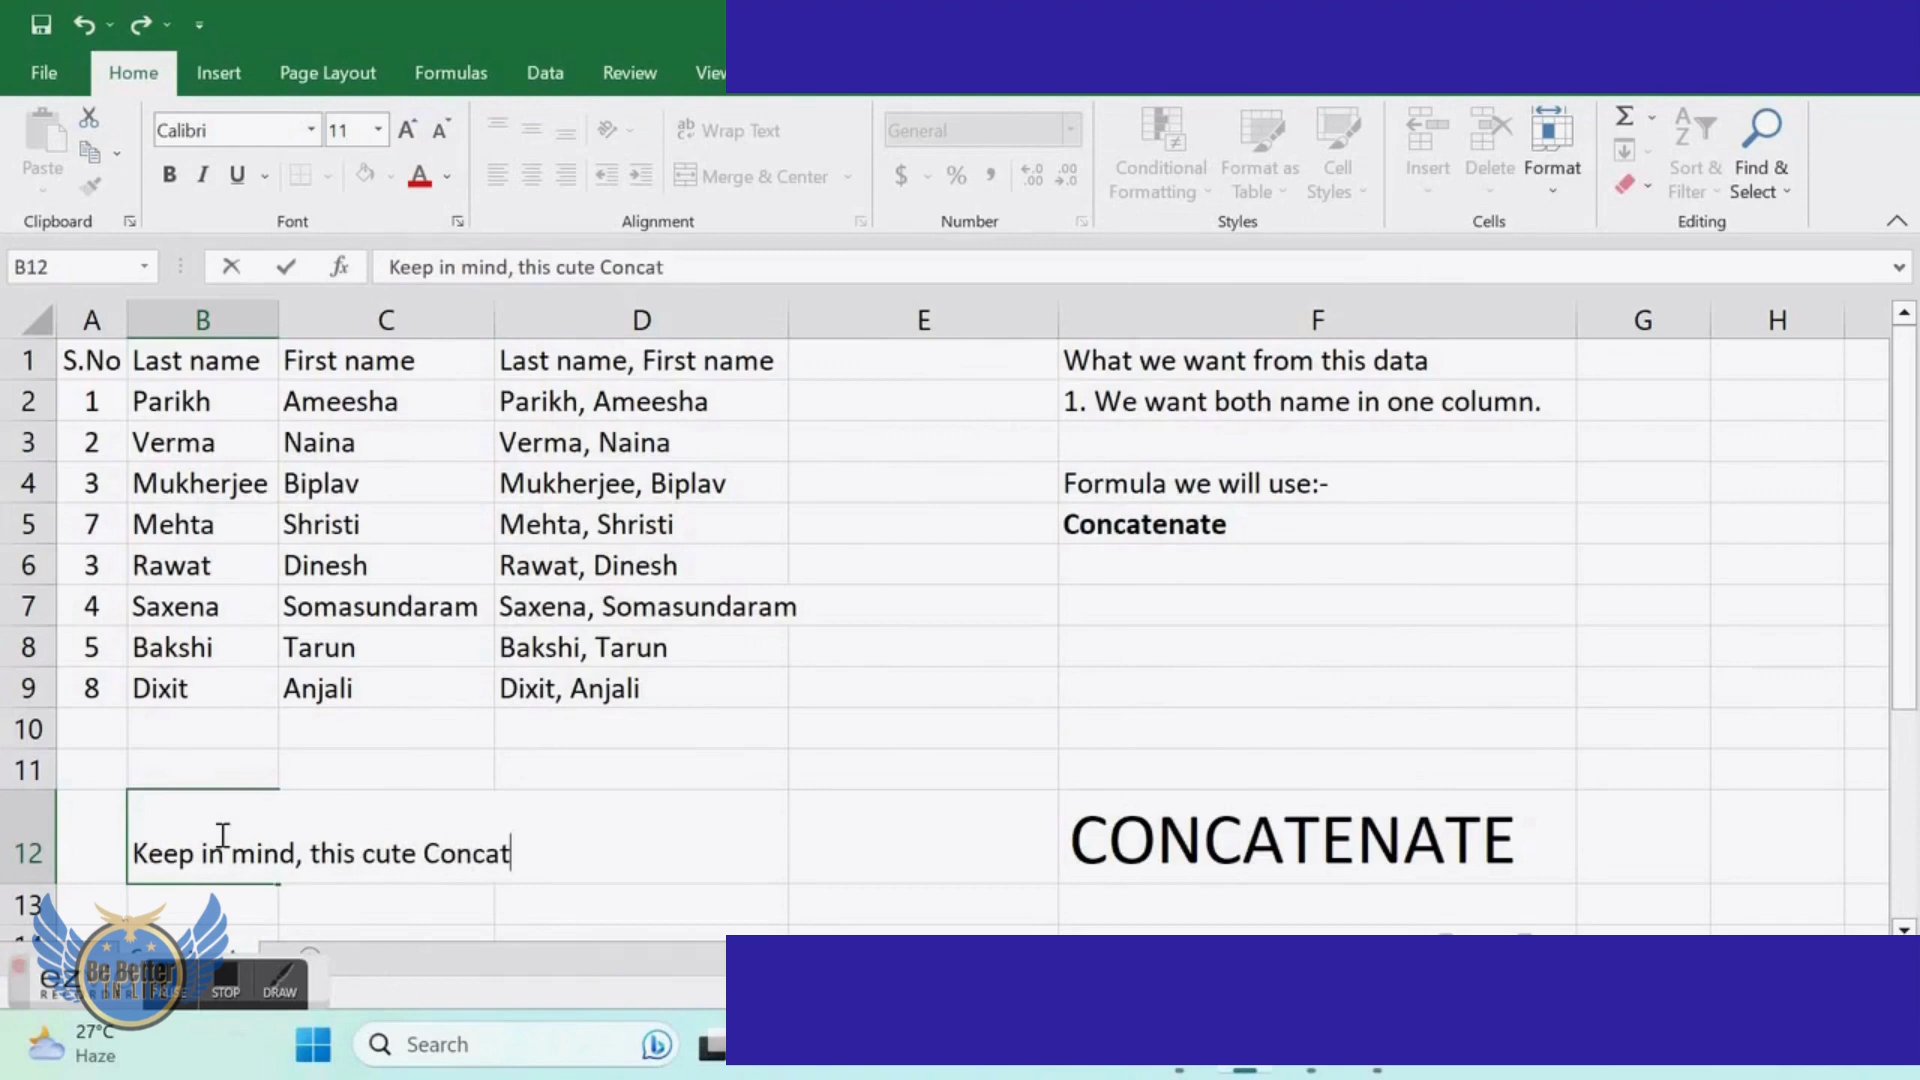 File Home Insert Page Layout Formulas Data Review View
Calibri 11 Wrap Text General
Paste B I U Merge & Center $ % Conditional Formatting Format as Table Cell Styles Insert Delete Format Sort & Filter Find & Select
Clipboard Font Alignment Number Styles Cells Editing
B12 fx Keep in mind, this cute Concat
A B C D E F G H
1 S.No Last name First name Last name, First name What we want from this data
2 1 Parikh Ameesha Parikh, Ameesha 1. We want both name in one column.
3 2 Verma Naina Verma, Naina
4 3 Mukherjee Biplav Mukherjee, Biplav Formula we will use:-
5 7 Mehta Shristi Mehta, Shristi Concatenate
6 3 Rawat Dinesh Rawat, Dinesh
7 4 Saxena Somasundaram Saxena, Somasundaram
8 5 Bakshi Tarun Bakshi, Tarun
9 8 Dixit Anjali Dixit, Anjali
10
11
12 Keep in mind, this cute Concat CONCATENATE
13
Be Better
IN LIFE
STOP DRAW
27°C
Haze
Search